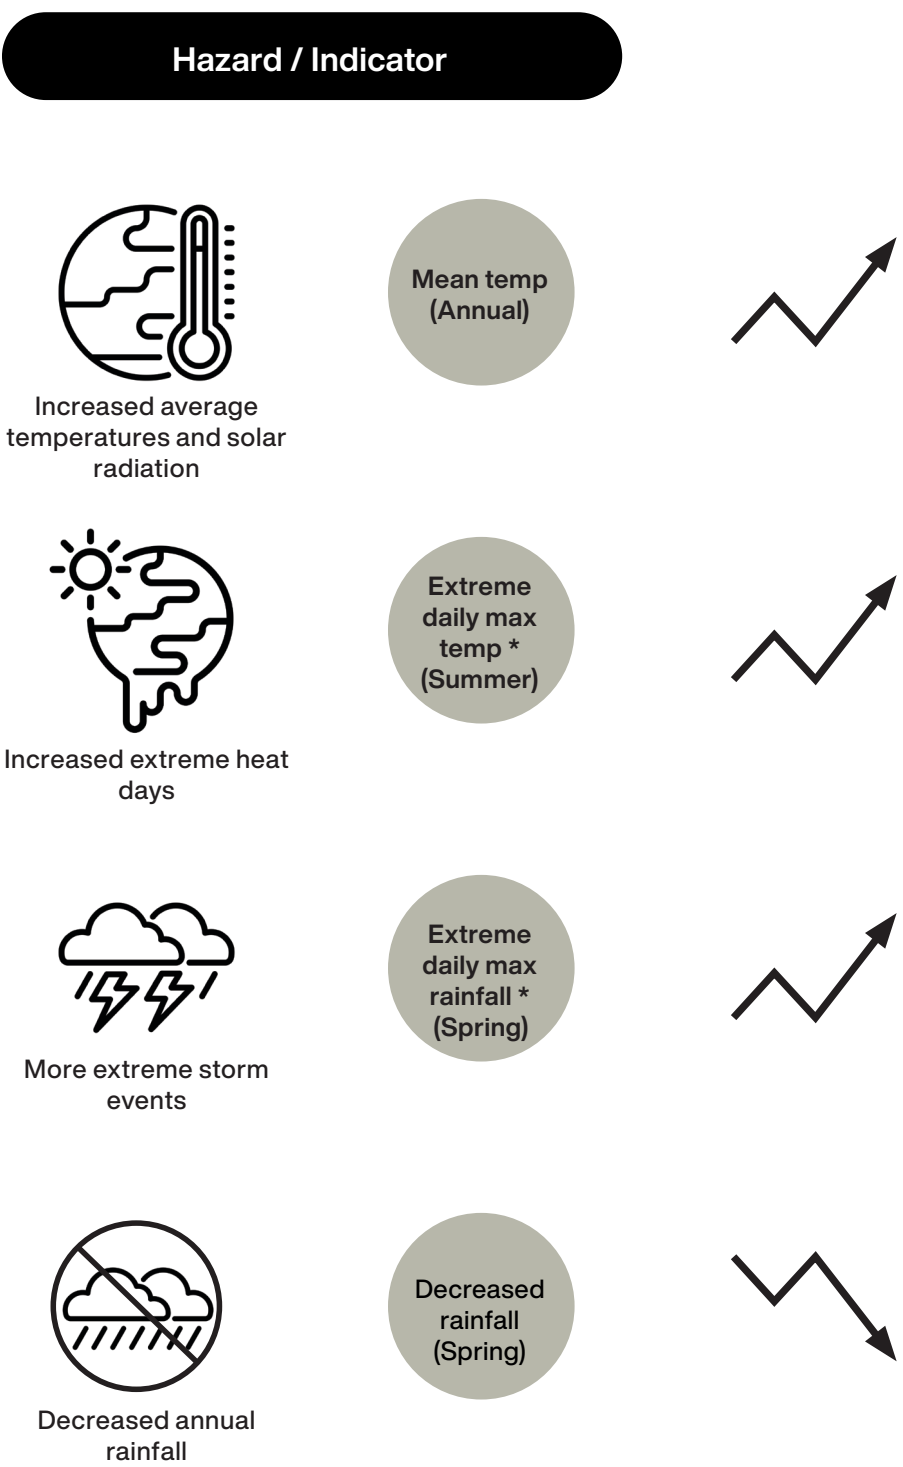 Hazard / Indicator
Mean temp
(Annual)
Increased average
temperatures and solar
radiation
Extreme
daily max
temp *
(Summer)
Increased extreme heat
days
Extreme
daily max
rainfall *
(Spring)
More extreme storm
events
Decreased
rainfall
(Spring)
Decreased annual
rainfall